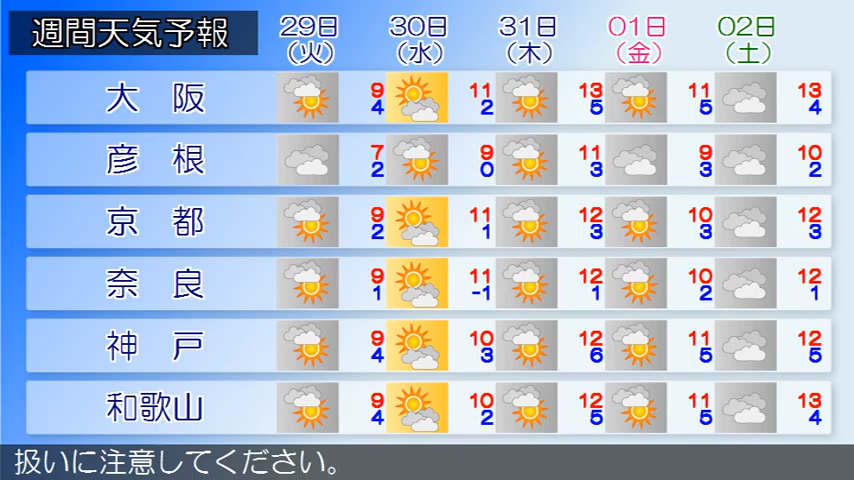 週間天気予報 29日 30日 31日 01日 02日
(火) (水) (木) (金) (土)
大 阪 9 4 11 2 13 5 11 5 13 4
彦 根 7 2 9 0 11 3 9 3 10 2
京 都 9 2 11 1 12 3 10 3 12 3
奈 良 9 1 11 -1 12 1 10 2 12 1
神 戸 9 4 10 3 12 6 11 5 12 5
和歌山 9 4 10 2 12 5 11 5 13 4
扱いに注意してください。